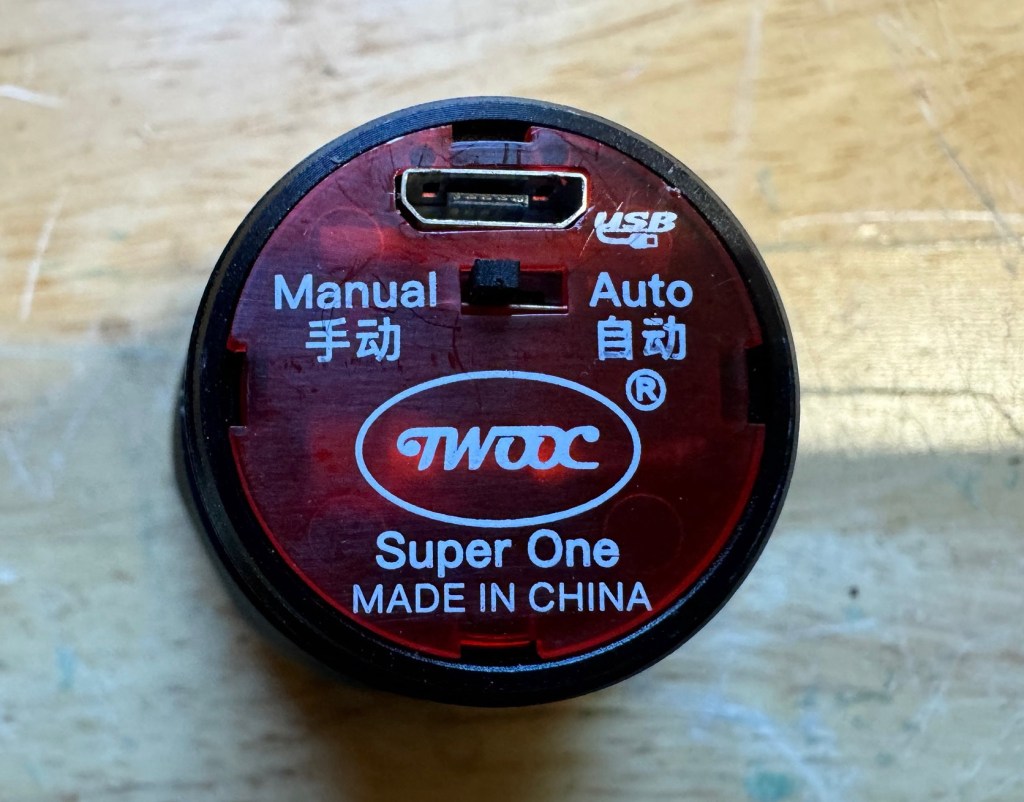 USB
Manual Auto
手动 自动
®
TWOOC
Super One
MADE IN CHINA